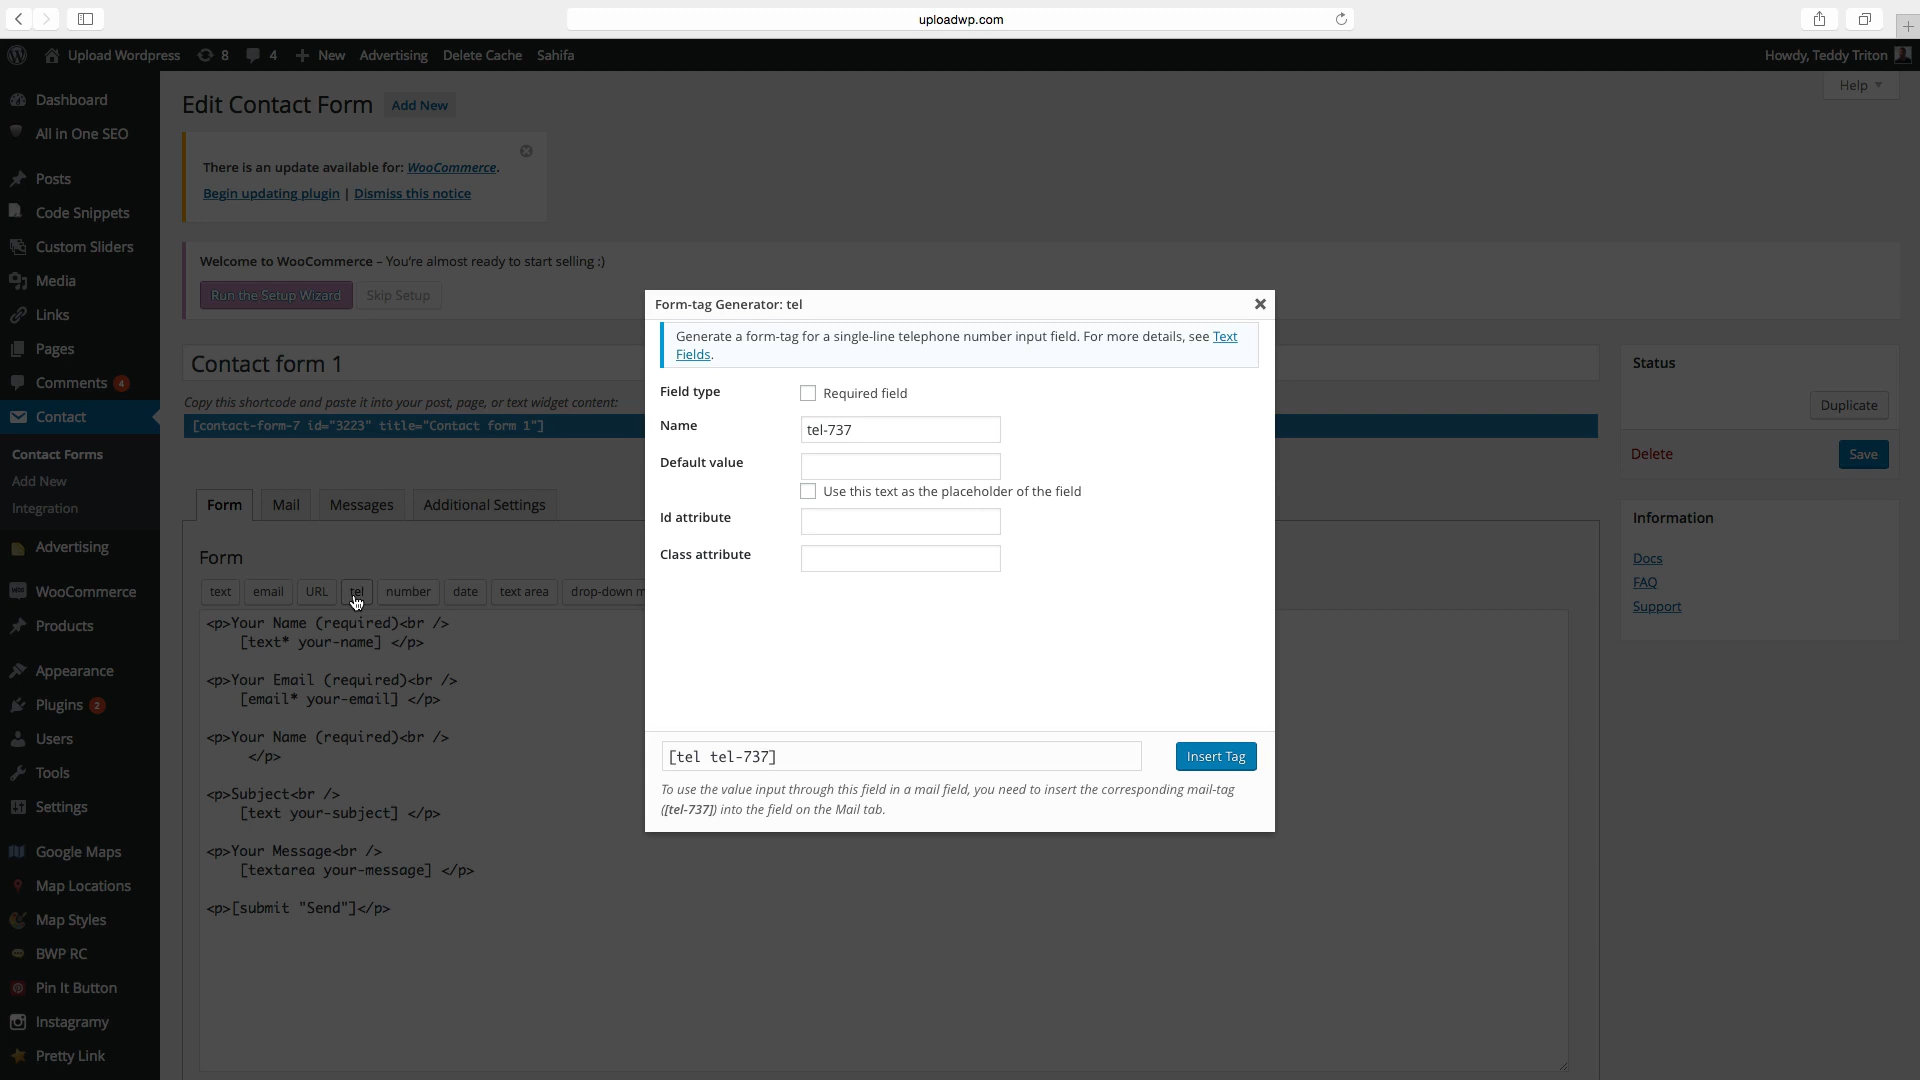 uploadwp.com
Upload Wordpress 8 4 New Advertising Delete Cache Sahifa Howdy, Teddy Triton
Dashboard
All in One SEO
Posts
Code Snippets
Custom Sliders
Media
Links
Pages
Comments 4
Contact
Contact Forms
Add New
Integration
Advertising
WooCommerce
Products
Appearance
Plugins 2
Users
Tools
Settings
Google Maps
Map Locations
Map Styles
BWP RC
Pin It Button
Instagramy
Pretty Link
Help
Edit Contact Form Add New
There is an update available for: WooCommerce.
Begin updating plugin | Dismiss this notice
Welcome to WooCommerce – You're almost ready to start selling :)
Run the Setup Wizard Skip Setup
Contact form 1
Copy this shortcode and paste it into your post, page, or text widget content:
[contact-form-7 id="3223" title="Contact form 1"]
Form Mail Messages Additional Settings
Form
text email URL tel number date text area drop-down m
<p>Your Name (required)<br />
[text* your-name] </p>
<p>Your Email (required)<br />
[email* your-email] </p>
<p>Your Name (required)<br />
</p>
<p>Subject<br />
[text your-subject] </p>
<p>Your Message<br />
[textarea your-message] </p>
<p>[submit "Send"]</p>
Form-tag Generator: tel
Generate a form-tag for a single-line telephone number input field. For more details, see Text
Fields.
Field type Required field
Name tel-737
Default value
Use this text as the placeholder of the field
Id attribute
Class attribute
[tel tel-737] Insert Tag
To use the value input through this field in a mail field, you need to insert the corresponding mail-tag
([tel-737]) into the field on the Mail tab.
Status
Duplicate
Delete Save
Information
Docs
FAQ
Support